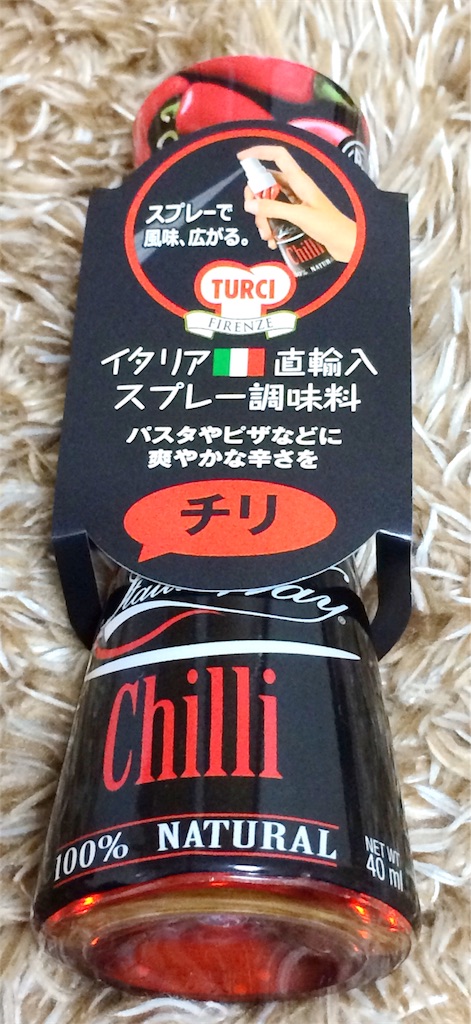 スプレーで
風味、広がる。
Chilli
TURCI
FIRENZE
イタリア 直輸入
スプレー調味料
パスタやピザなどに
爽やかな辛さを
チリ
Way®
Chilli
100% NATURAL
NET WT
40 ml